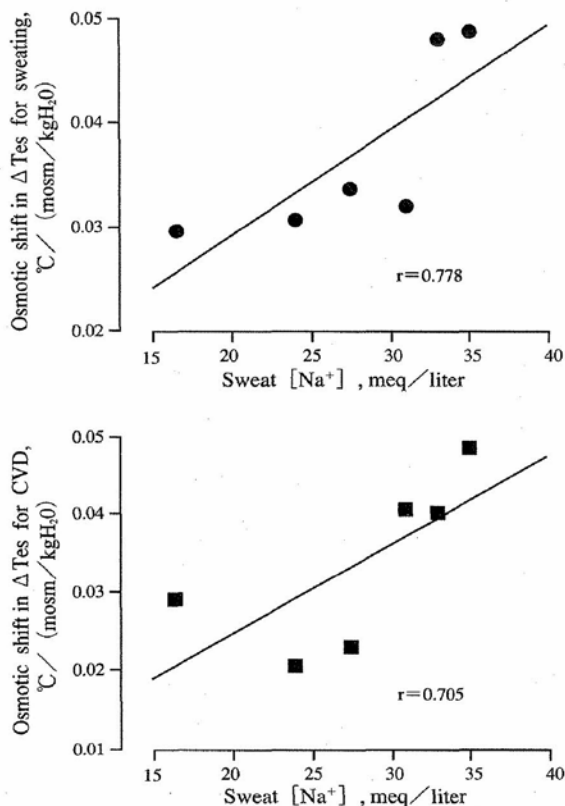 Osmotic shift in ΔTes for sweating,
℃/(mosm/kgH₂0)
0.05
0.04
0.03
0.02
r=0.778
15 20 25 30 35 40
Sweat [Na⁺] , meq/liter
Osmotic shift in ΔTes for CVD,
℃/(mosm/kgH₂0)
0.05
0.04
0.03
0.02
0.01
r=0.705
15 20 25 30 35 40
Sweat [Na⁺] , meq/liter